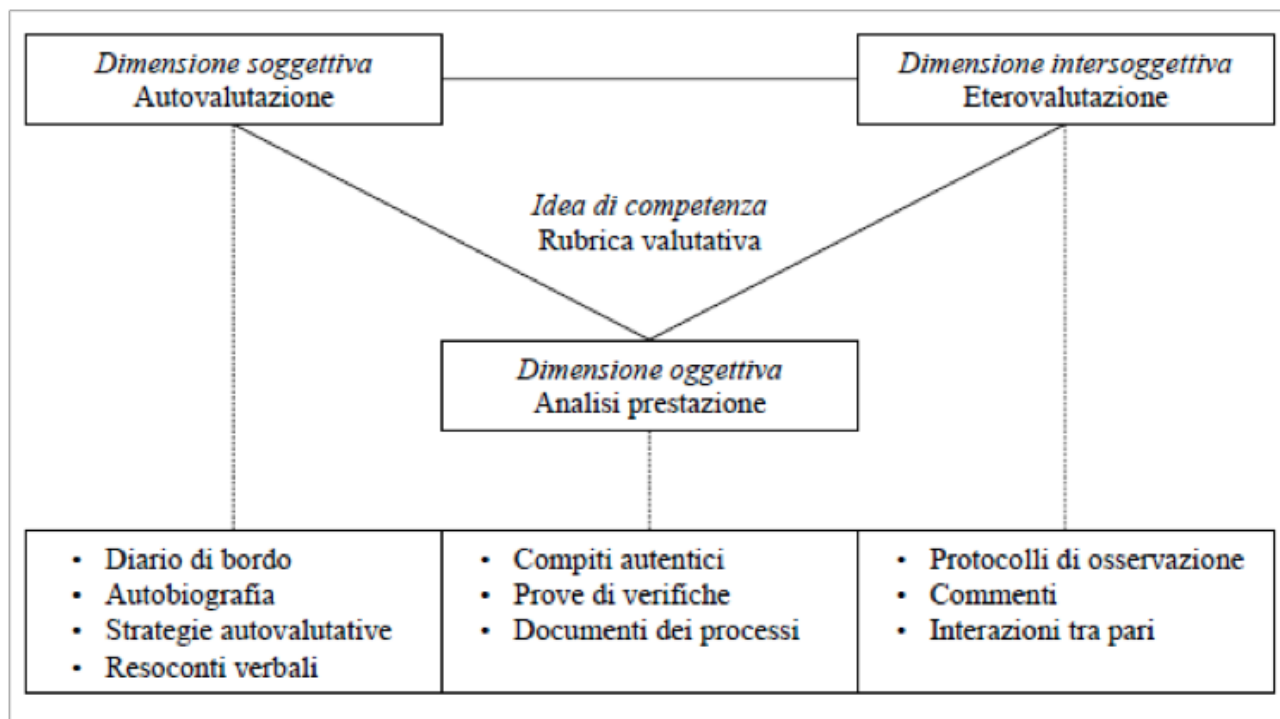 Dimensione soggettiva
Autovalutazione
Dimensione intersoggettiva
Eterovalutazione
Idea di competenza
Rubrica valutativa
Dimensione oggettiva
Analisi prestazione
• Diario di bordo
• Autobiografia
• Strategie autovalutative
• Resoconti verbali
• Compiti autentici
• Prove di verifiche
• Documenti dei processi
• Protocolli di osservazione
• Commenti
• Interazioni tra pari